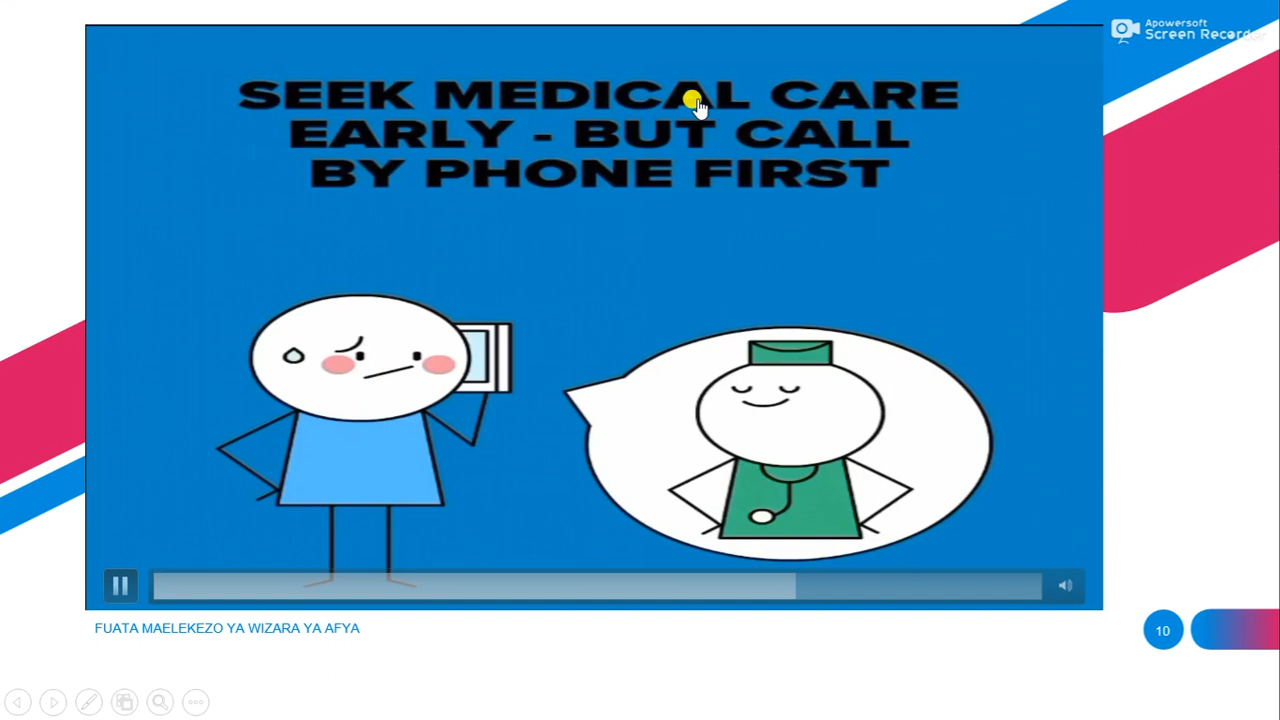 Apowersoft
Screen Recorder
SEEK MEDICAL CARE
EARLY - BUT CALL
BY PHONE FIRST
FUATA MAELEKEZO YA WIZARA YA AFYA
10